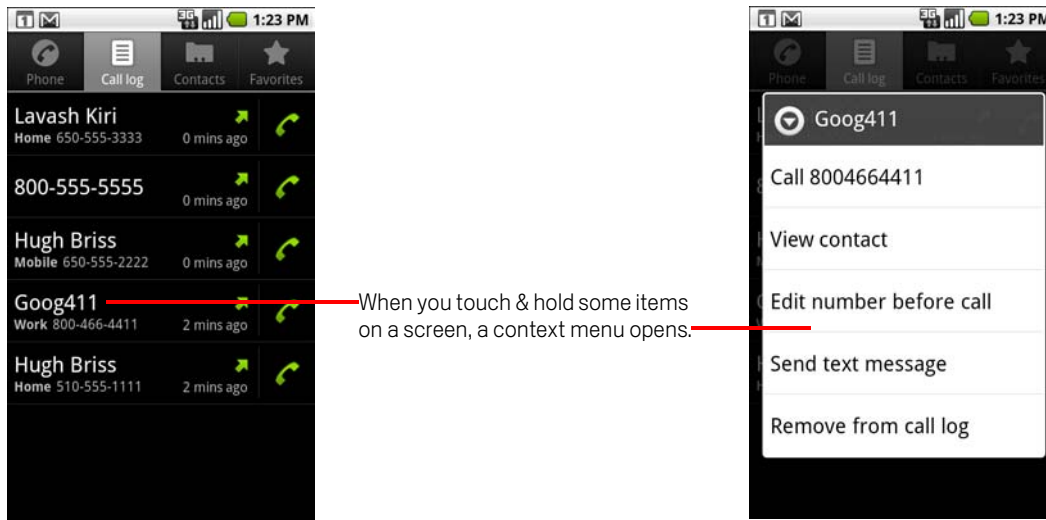 1 3G 1:23 PM
Phone Call log Contacts Favorites
Lavash Kiri
Home 650-555-3333 0 mins ago
800-555-5555
0 mins ago
Hugh Briss
Mobile 650-555-2222 0 mins ago
Goog411
Work 800-466-4411 2 mins ago
Hugh Briss
Home 510-555-1111 2 mins ago
When you touch & hold some items
on a screen, a context menu opens.
1 3G 1:23 PM
Phone Call log Contacts Favorites
Goog411
Call 8004664411
View contact
Edit number before call
Send text message
Remove from call log